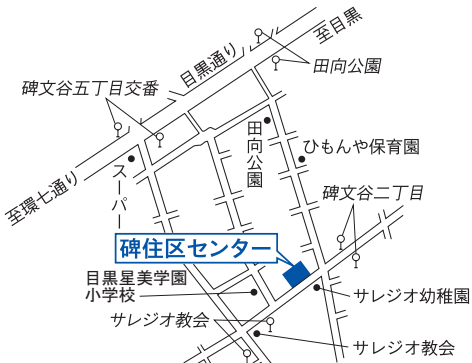 至目黒
目黒通り
田向公園
碑文谷五丁目交番
田向公園
ひもんや保育園
スーパー
至環七通り
碑文谷二丁目
碑住区センター
目黒星美学園
小学校
サレジオ幼稚園
サレジオ教会
サレジオ教会